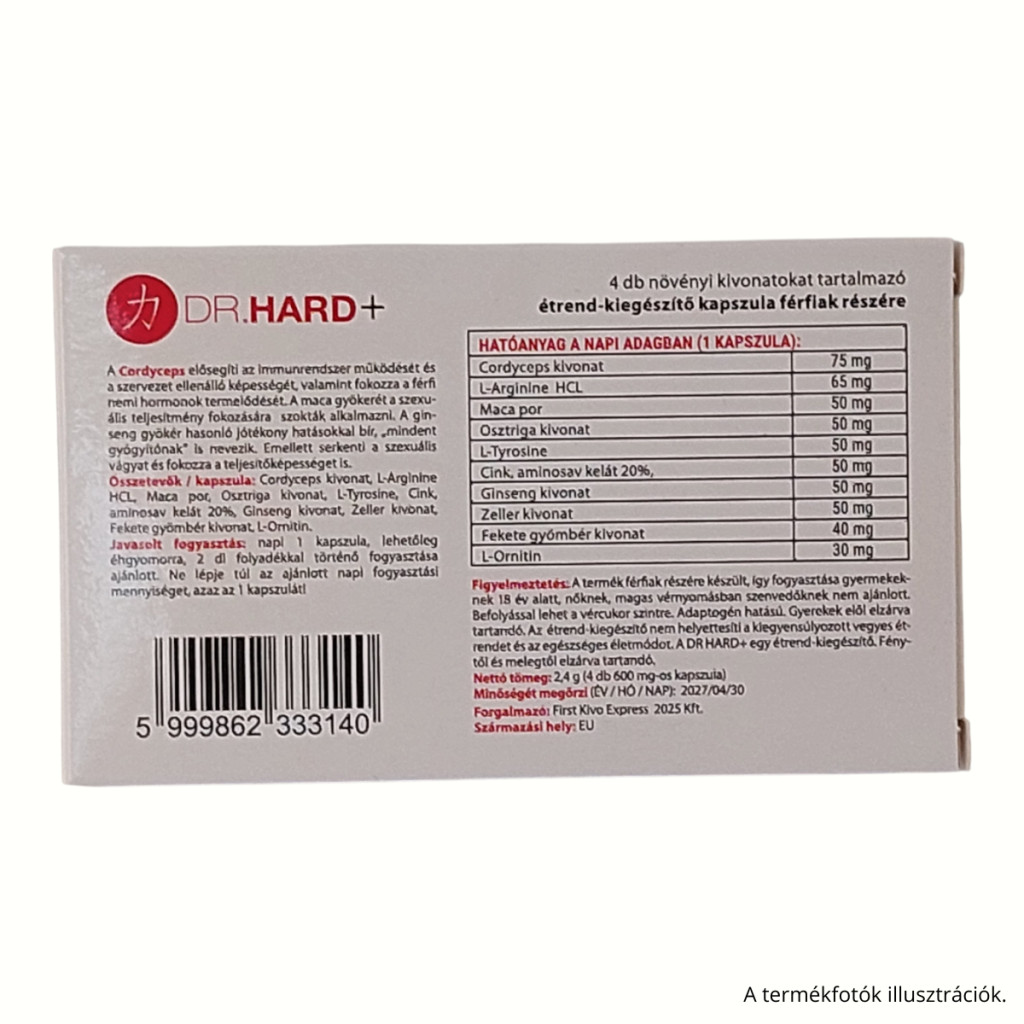 力 DR.HARD+
A Cordyceps elősegíti az immunrendszer működését és
a szervezet ellenálló képességét, valamint fokozza a férfi
nemi hormonok termelődését. A maca gyökerét a szexu-
ális teljesítmény fokozására szokták alkalmazni. A gin-
seng gyökér hasonló jótékony hatásokkal bír, „mindent
gyógyítónak" is nevezik. Emellett serkenti a szexuális
vágyat és fokozza a teljesítőképességet is.
Összetevők / kapszula: Cordyceps kivonat, L-Arginine
HCL, Maca por, Osztriga kivonat, L-Tyrosine, Cink,
aminosav kelát 20%, Ginseng kivonat, Zeller kivonat,
Fekete gyömbér kivonat, L-Ornitin.
Javasolt fogyasztás: napi 1 kapszula, lehetőleg
éhgyomorra, 2 dl folyadékkal történő fogyasztása
ajánlott. Ne lépje túl az ajánlott napi fogyasztási
mennyiséget, azaz az 1 kapszulát!
5 999862 333140
4 db növényi kivonatokat tartalmazó
étrend-kiegészítő kapszula férfiak részére
HATÓANYAG A NAPI ADAGBAN (1 KAPSZULA):
Cordyceps kivonat 75 mg
L-Arginine HCL 65 mg
Maca por 50 mg
Osztriga kivonat 50 mg
L-Tyrosine 50 mg
Cink, aminosav kelát 20%, 50 mg
Ginseng kivonat 50 mg
Zeller kivonat 50 mg
Fekete gyömbér kivonat 40 mg
L-Ornitin 30 mg
Figyelmeztetés: A termék férfiak részére készült, így fogyasztása gyermekek-
nek 18 év alatt, nőknek, magas vérnyomásban szenvedőknek nem ajánlott.
Befolyással lehet a vércukor szintre. Adaptogén hatású. Gyerekek elől elzárva
tartandó. Az étrend-kiegészítő nem helyettesíti a kiegyensúlyozott vegyes ét-
rendet és az egészséges életmódot. A DR HARD+ egy étrend-kiegészítő. Fény-
től és melegtől elzárva tartandó.
Nettó tömeg: 2,4 g (4 db 600 mg-os kapszula)
Minőségét megőrzi (ÉV / HÓ / NAP): 2027/04/30
Forgalmazó: First Kivo Express 2025 Kft.
Származási hely: EU
A termékfotók illusztrációk.